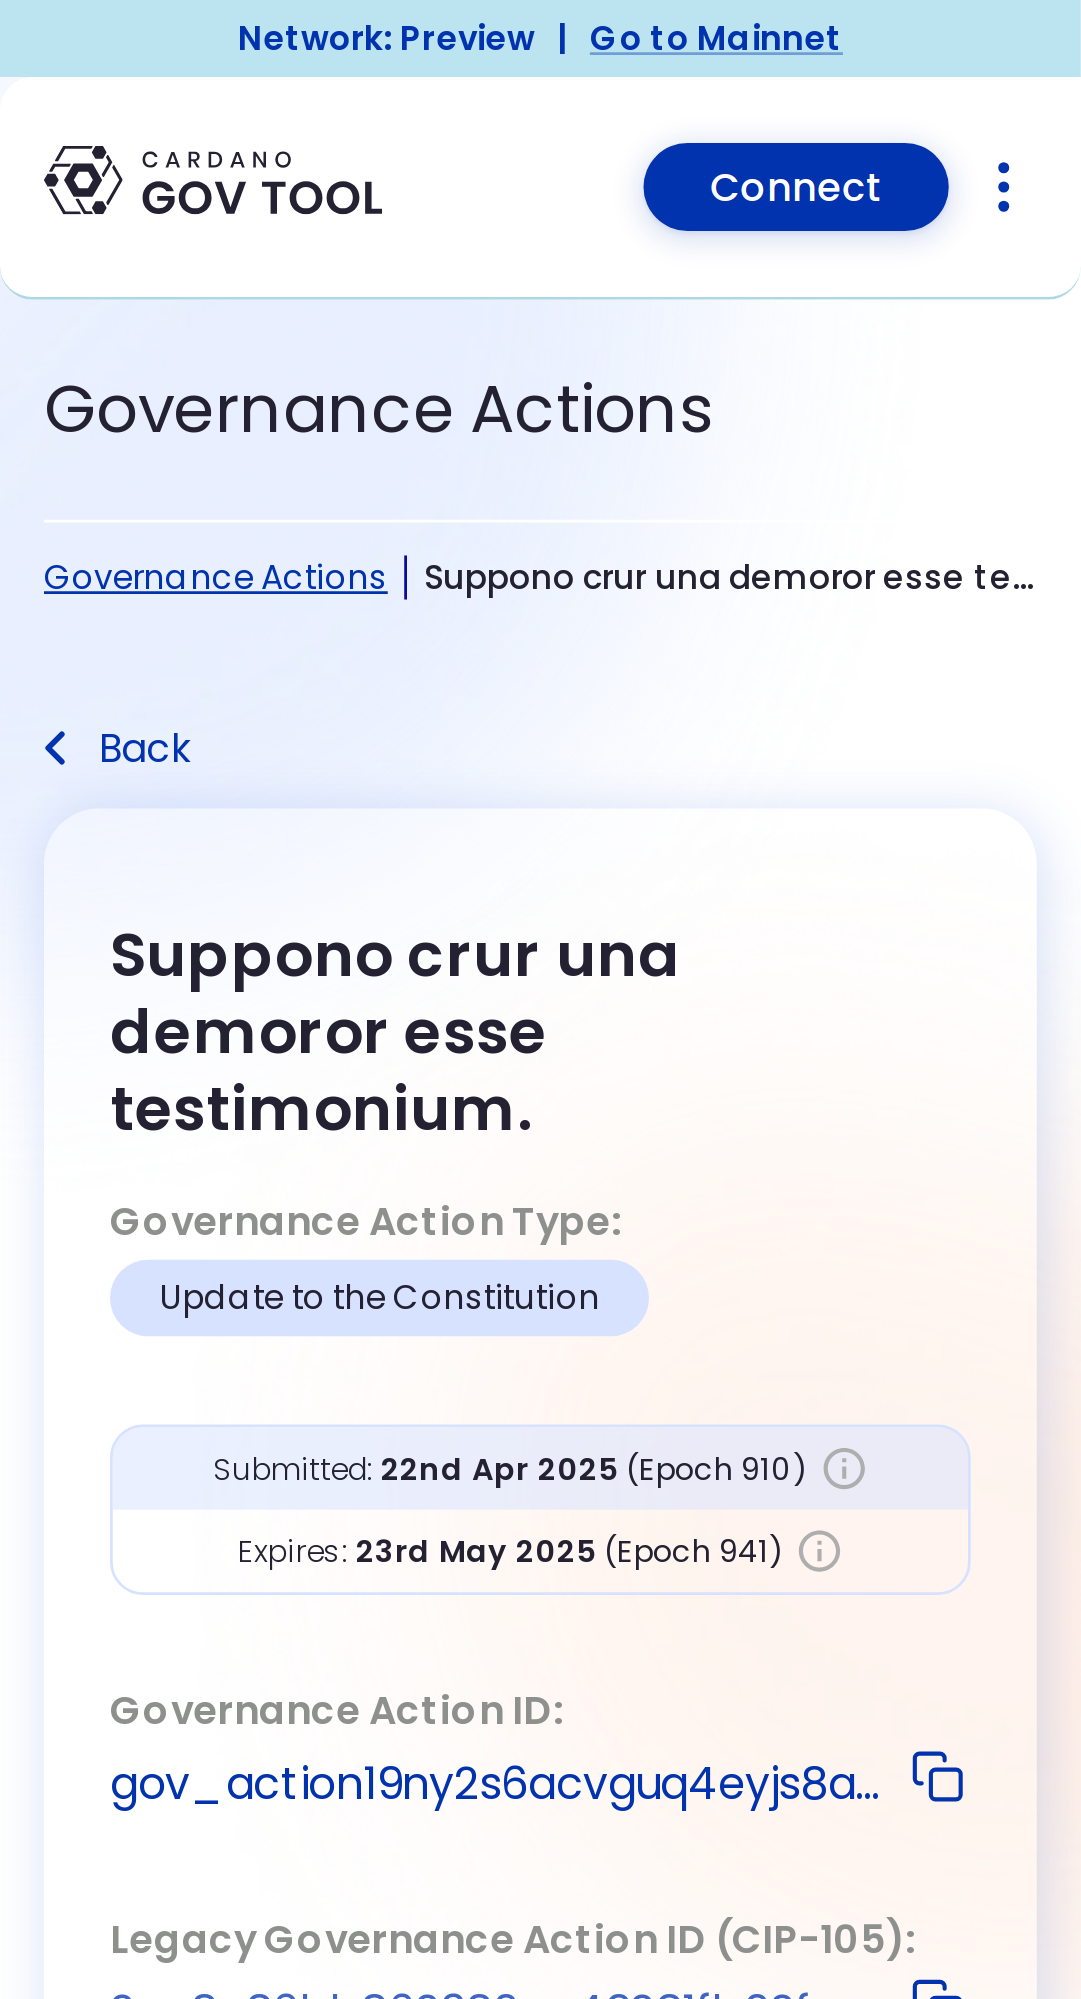 Network: Preview | Go to Mainnet
CARDANO
GOV TOOL
Connect
Governance Actions
Governance Actions | Suppono crur una demoror esse te...
Back
Suppono crur una
demoror esse
testimonium.
Governance Action Type:
Update to the Constitution
Submitted: 22nd Apr 2025 (Epoch 910)
Expires: 23rd May 2025 (Epoch 941)
Governance Action ID:
gov_action19ny2s6acvguq4eyjs8a...
Legacy Governance Action ID (CIP-105):